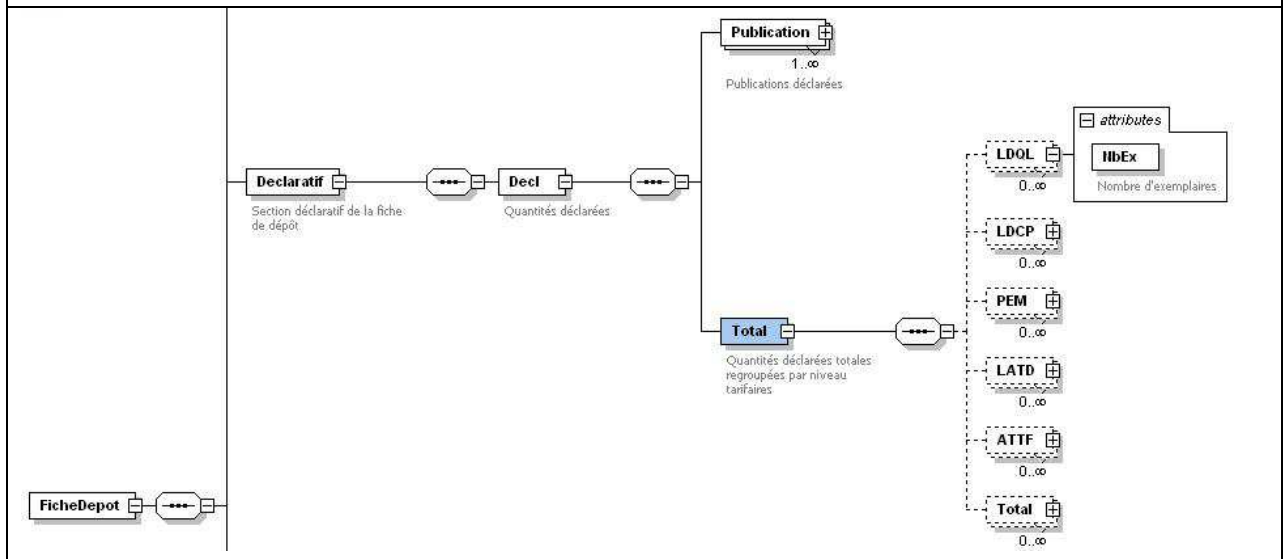 Publication
1..∞
Publications déclarées
attributes
LDQL
NbEx
0..∞
Nombre d'exemplaires
Declaratif
Decl
Section déclaratif de la fiche
de dépôt
Quantités déclarées
LDCP
0..∞
PEM
0..∞
Total
Quantités déclarées totales
regroupées par niveau
tarifaires
LATD
0..∞
ATTF
0..∞
FicheDepot
Total
0..∞